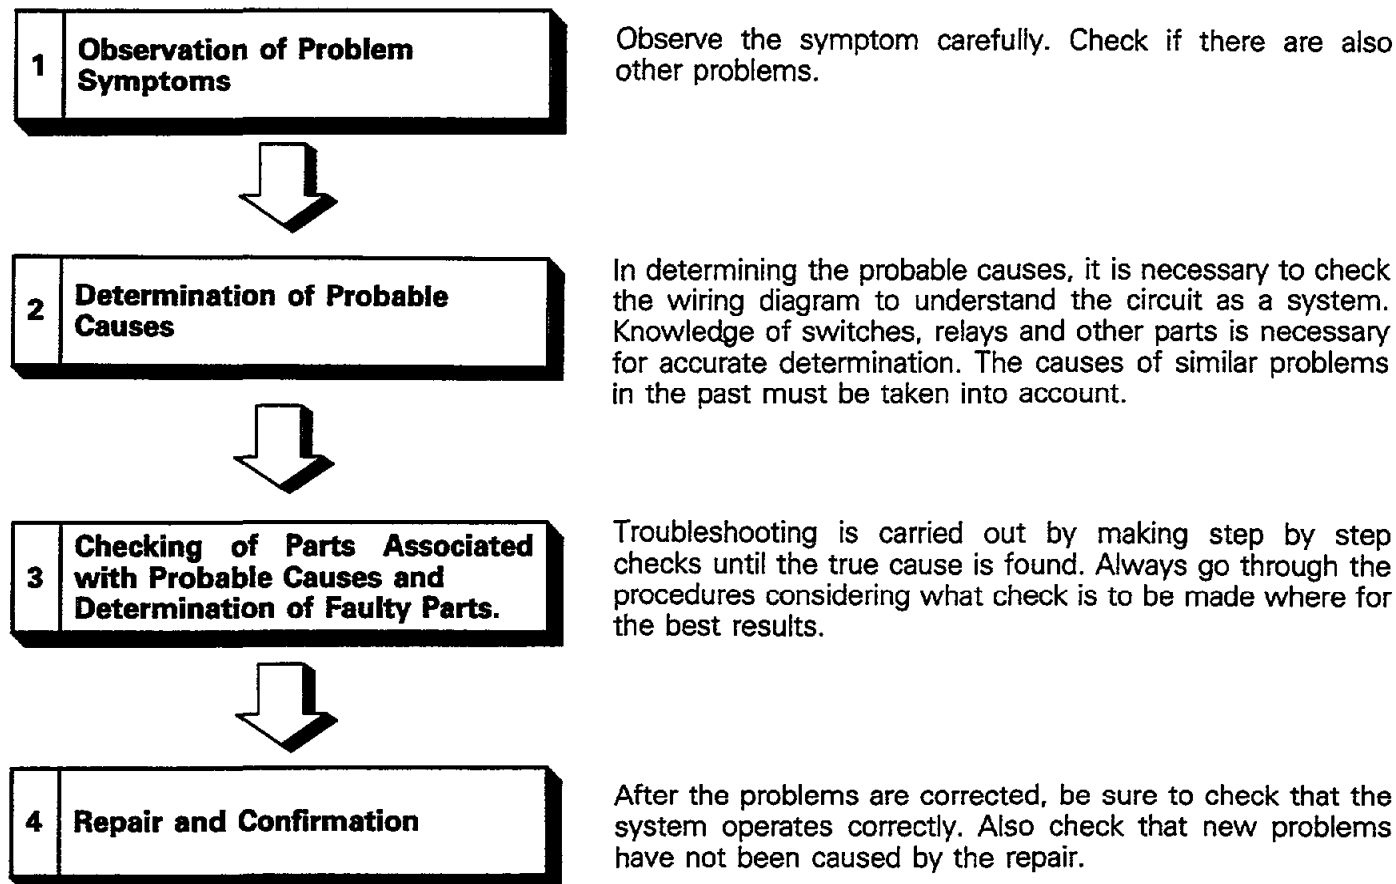 1
Observation of Problem
Symptoms
Observe the symptom carefully. Check if there are also
other problems.
2
Determination of Probable
Causes
In determining the probable causes, it is necessary to check
the wiring diagram to understand the circuit as a system.
Knowledge of switches, relays and other parts is necessary
for accurate determination. The causes of similar problems
in the past must be taken into account.
3
Checking of Parts Associated
with Probable Causes and
Determination of Faulty Parts.
Troubleshooting is carried out by making step by step
checks until the true cause is found. Always go through the
procedures considering what check is to be made where for
the best results.
4
Repair and Confirmation
After the problems are corrected, be sure to check that the
system operates correctly. Also check that new problems
have not been caused by the repair.